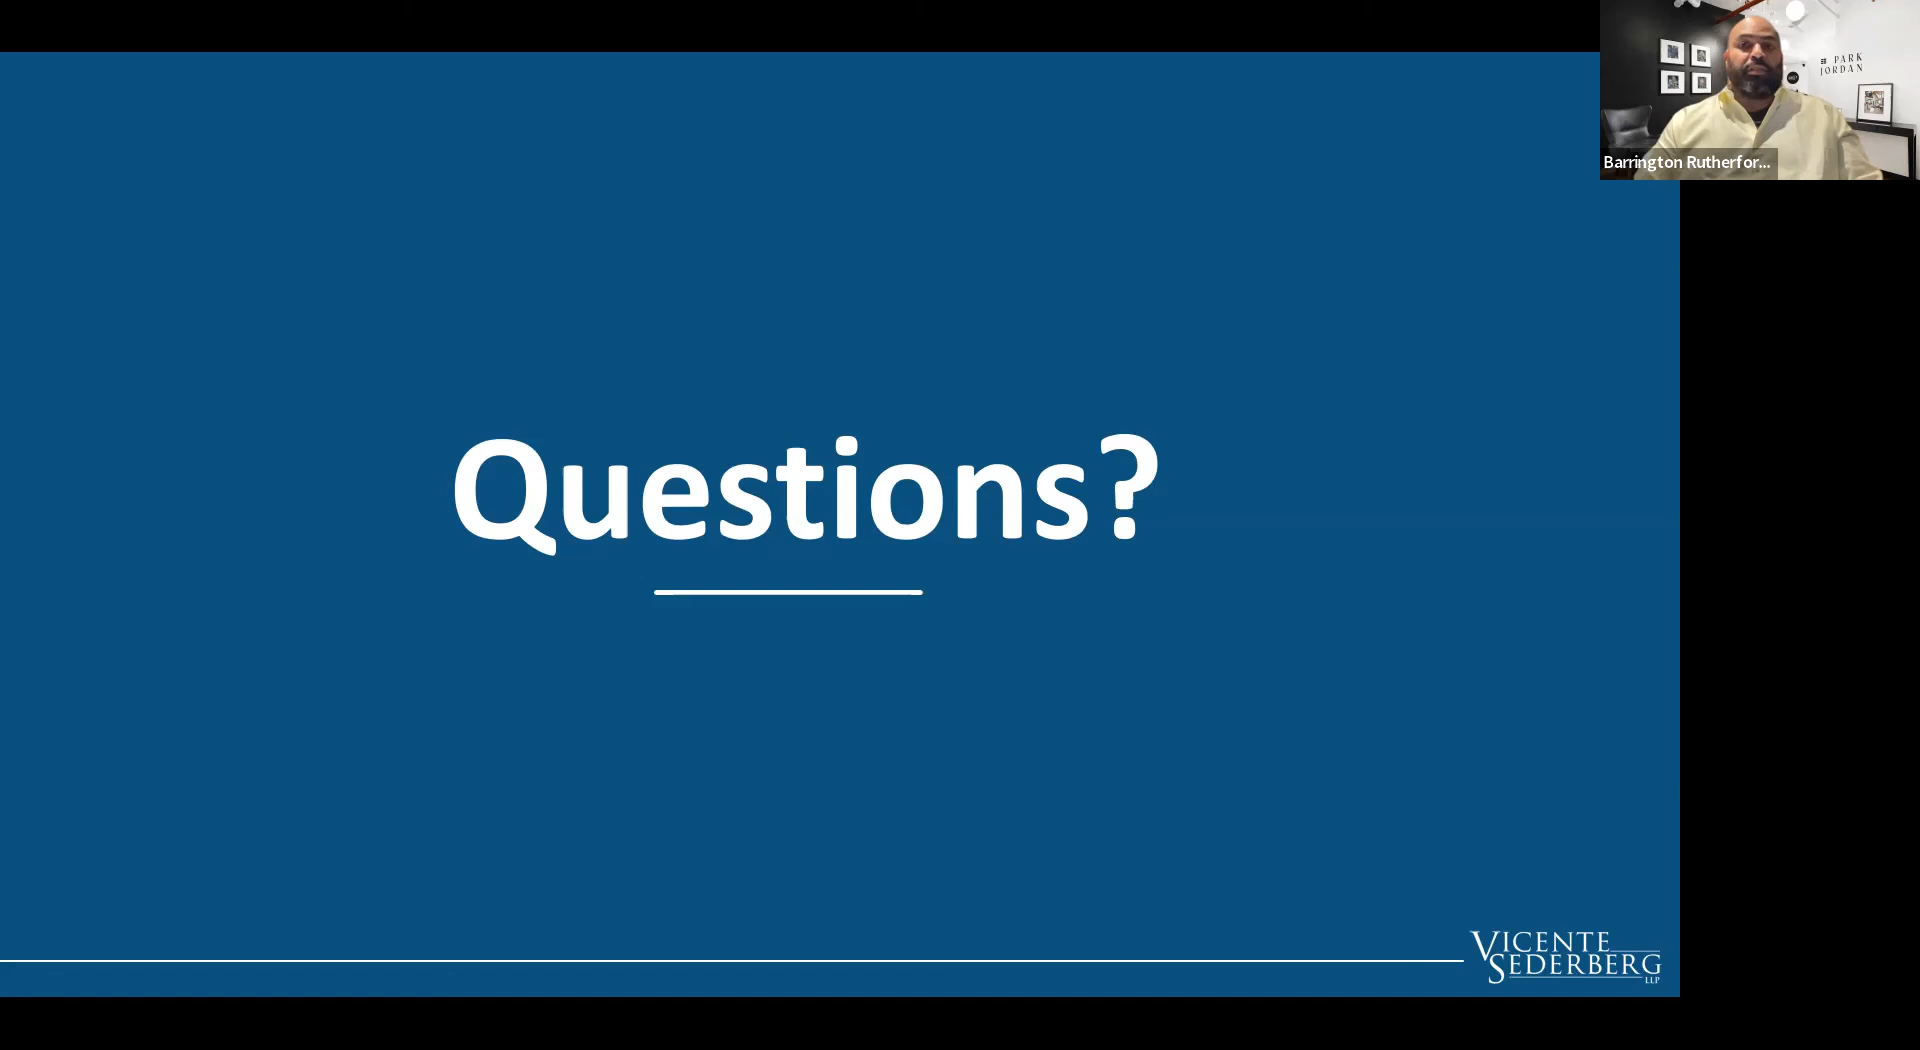 PARK
JORDAN
Barrington Rutherfor...
Questions?
VICENTE
SEDERBERG
LLP